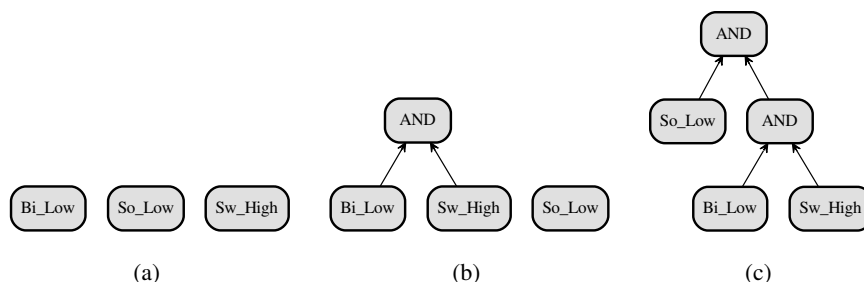 AND
So_Low
AND
AND
Bi_Low
So_Low
Sw_High
Bi_Low
Sw_High
So_Low
Bi_Low
Sw_High
(a)
(b)
(c)